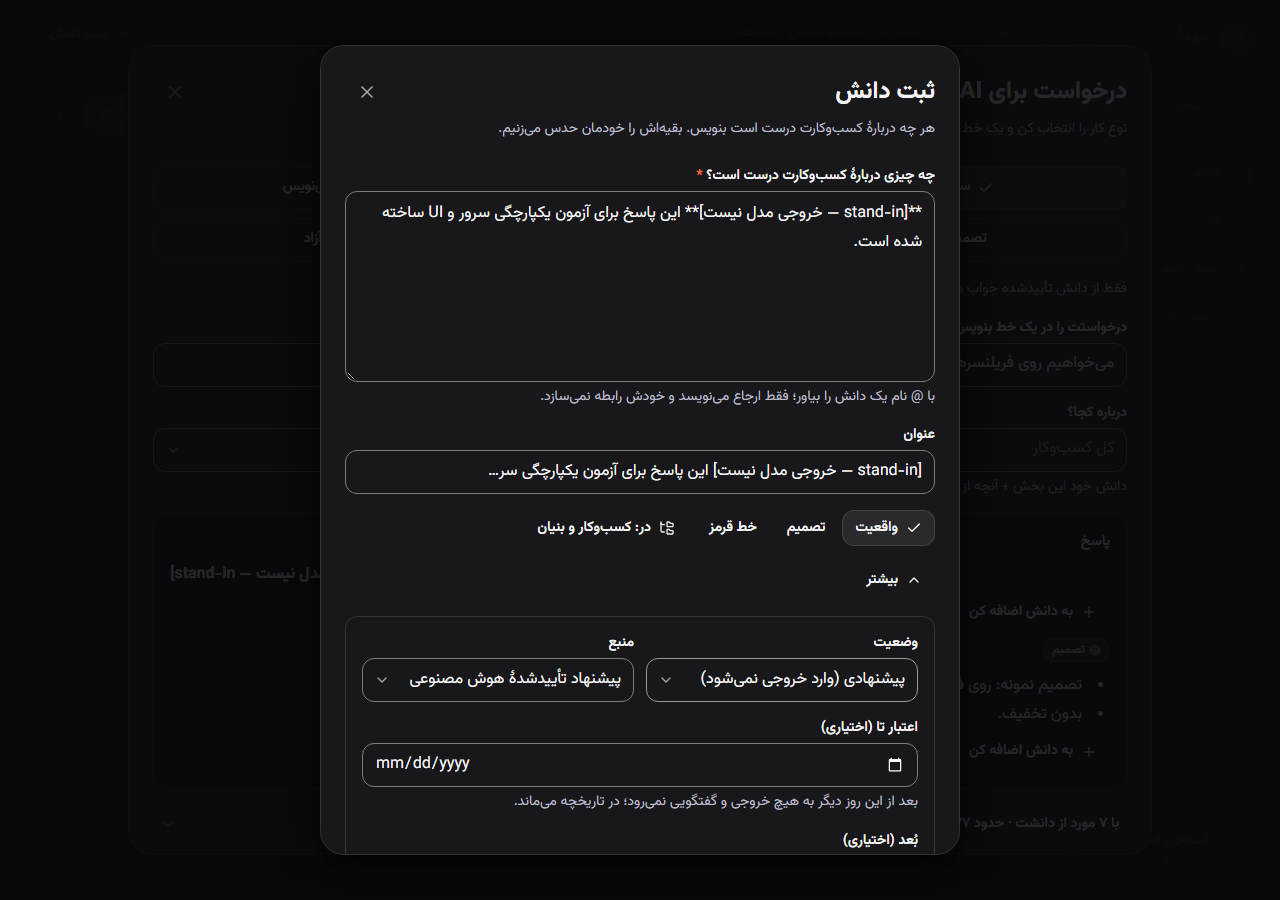 ثبت دانش
هر چه دربارهٔ کسب‌وکارت درست است بنویس. بقیه‌اش را خودمان حدس می‌زنیم.
چه چیزی دربارهٔ کسب‌وکارت درست است؟ *
**[stand-in — خروجی مدل نیست]** این پاسخ برای آزمون یکپارچگی سرور و UI ساخته
شده است.
با @ نام یک دانش را بیاور؛ فقط ارجاع می‌نویسد و خودش رابطه نمی‌سازد.
عنوان
[stand-in — خروجی مدل نیست] این پاسخ برای آزمون یکپارچگی سر...
واقعیت
تصمیم
خط قرمز
در: کسب‌وکار و بنیان
بیشتر
وضعیت
پیشنهادی (وارد خروجی نمی‌شود)
منبع
پیشنهاد تأییدشدهٔ هوش مصنوعی
اعتبار تا (اختیاری)
mm/dd/yyyy
بعد از این روز دیگر به هیچ خروجی و گفتگویی نمی‌رود؛ در تاریخچه می‌ماند.
بُعد (اختیاری)
درخواست برای AI
نوع کار را انتخاب کن و یک خط
فقط از دانش تأییدشده جواب
درخواستت را در یک خط بنویس
می‌خواهیم روی
درباره کجا؟
کل کسب‌وکار
دانش خود این بخش + آنچه از
پاسخ
مدل نیست — stand-in]
به دانش اضافه کن
تصمیم
تصمیم نمونه: روی
بدون تخفیف.
به دانش اضافه کن
با ۷ مورد از دانشت · حدود